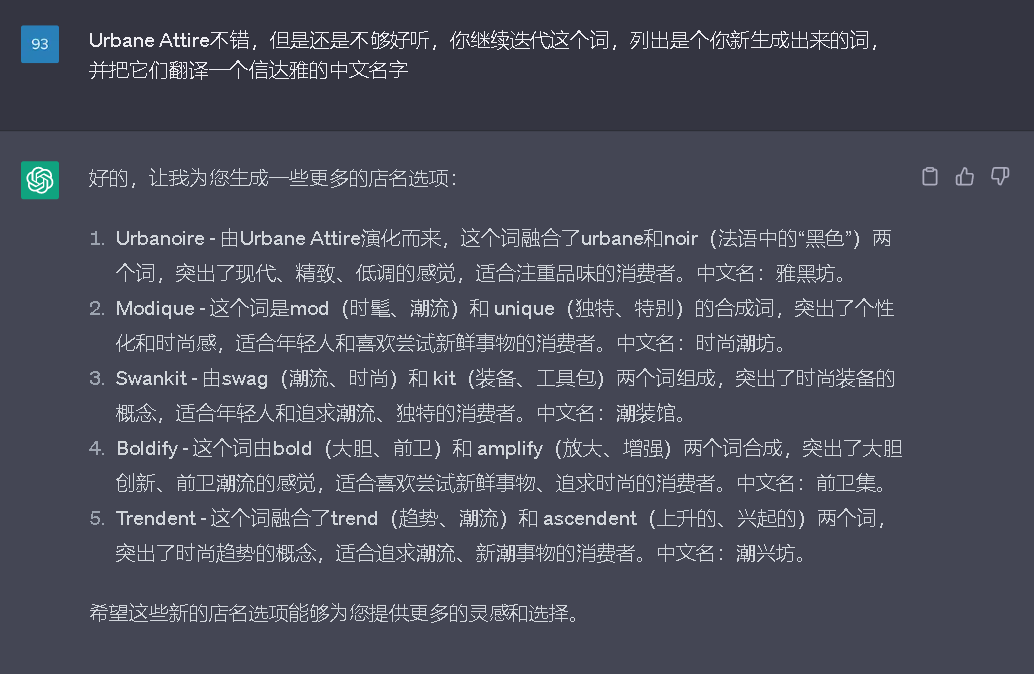 93
Urbane Attire不错，但是还是不够好听，你继续迭代这个词，列出是个你新生成出来的词，
并把它们翻译一个信达雅的中文名字
好的，让我为您生成一些更多的店名选项：
1. Urbanoire - 由Urbane Attire演化而来，这个词融合了urbane和noir（法语中的“黑色”）两
个词，突出了现代、精致、低调的感觉，适合注重品味的消费者。中文名：雅黑坊。
2. Modique - 这个词是mod（时髦、潮流）和 unique（独特、特别）的合成词，突出了个性
化和时尚感，适合年轻人和喜欢尝试新鲜事物的消费者。中文名：时尚潮坊。
3. Swankit - 由swag（潮流、时尚）和 kit（装备、工具包）两个词组成，突出了时尚装备的
概念，适合年轻人和追求潮流、独特的消费者。中文名：潮装馆。
4. Boldify - 这个词由bold（大胆、前卫）和 amplify（放大、增强）两个词合成，突出了大胆
创新、前卫潮流的感觉，适合喜欢尝试新鲜事物、追求时尚的消费者。中文名：前卫集。
5. Trendent - 这个词融合了trend（趋势、潮流）和 ascendent（上升的、兴起的）两个词，
突出了时尚趋势的概念，适合追求潮流、新潮事物的消费者。中文名：潮兴坊。
希望这些新的店名选项能够为您提供更多的灵感和选择。